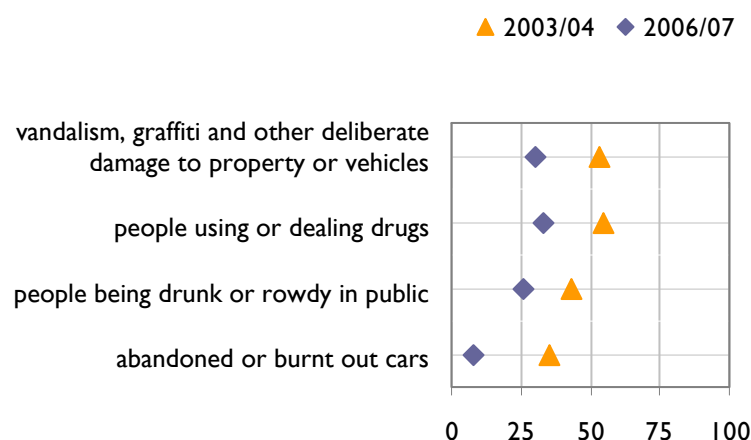 2003/04 2006/07
vandalism, graffiti and other deliberate
damage to property or vehicles
people using or dealing drugs
people being drunk or rowdy in public
abandoned or burnt out cars
0 25 50 75 100